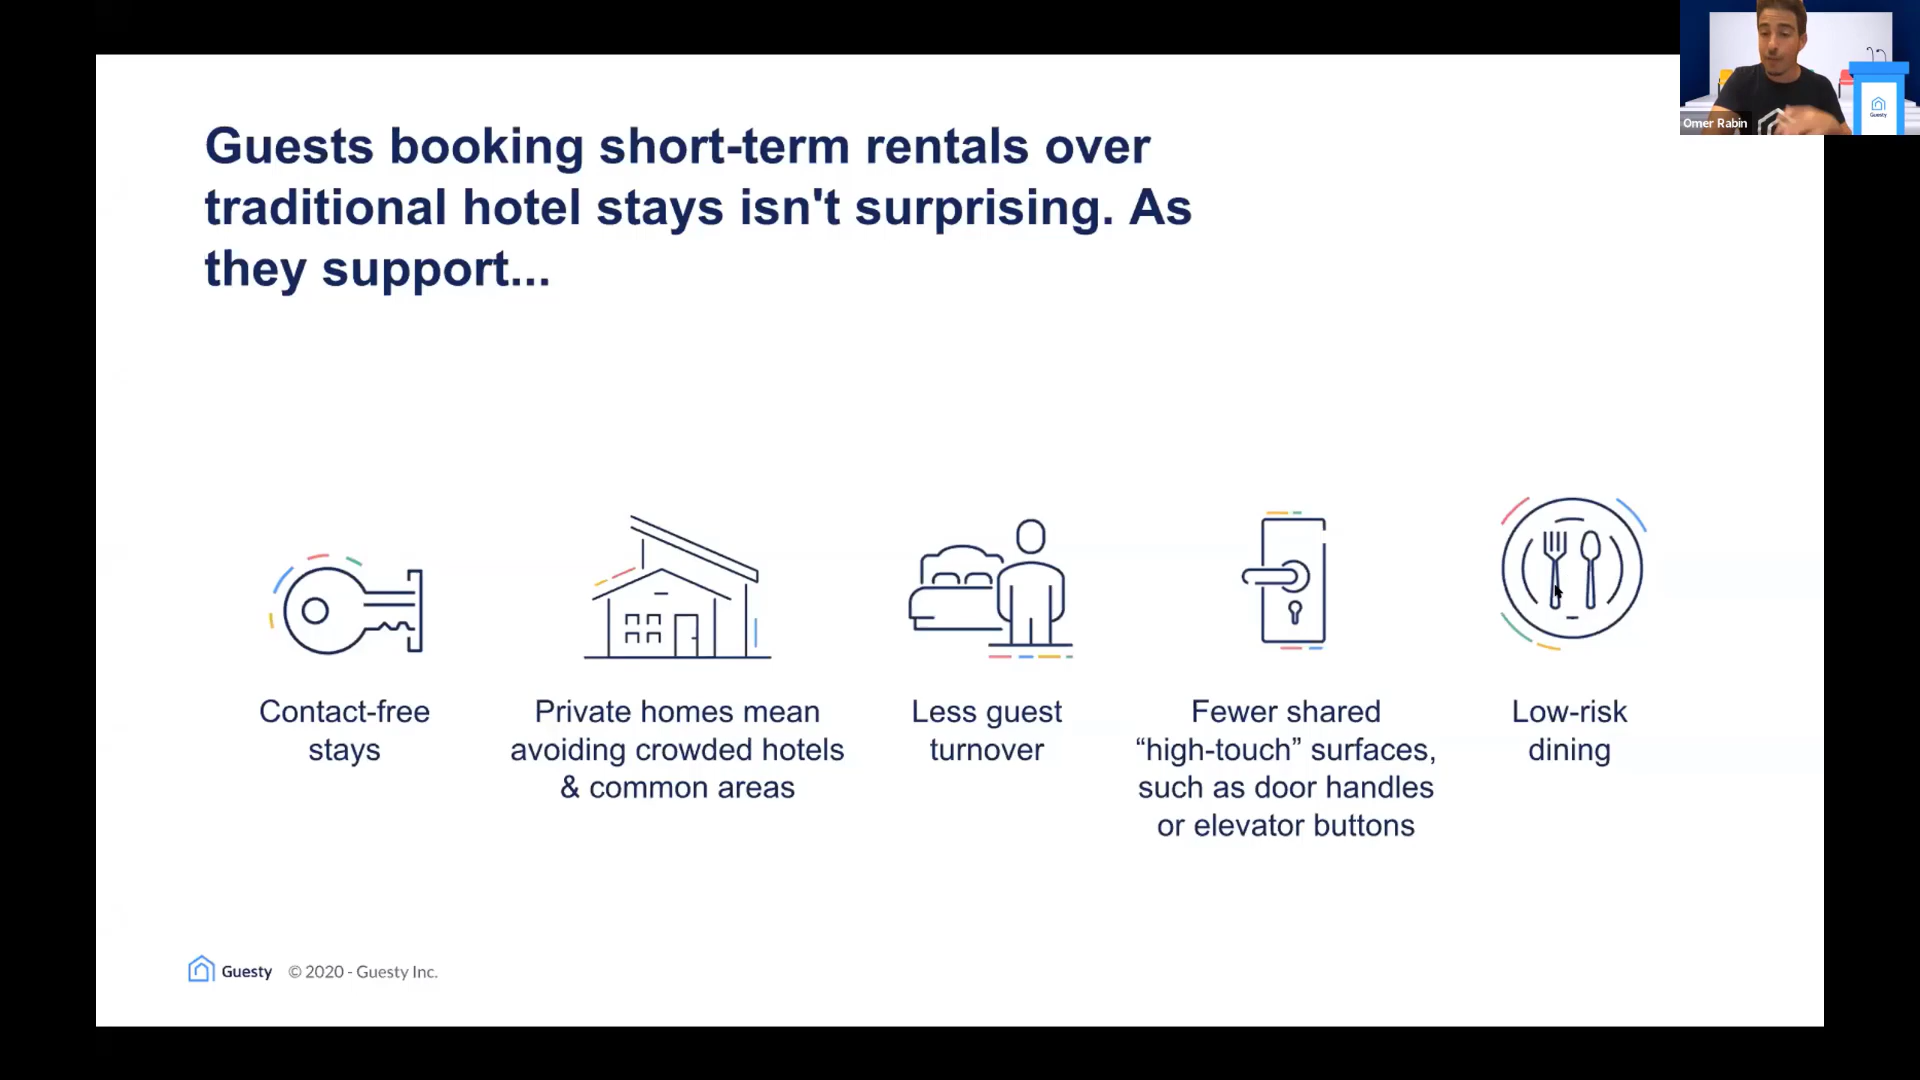 Guests booking short-term rentals over
traditional hotel stays isn't surprising. As
they support...
Contact-free
stays
Private homes mean
avoiding crowded hotels
& common areas
Less guest
turnover
Fewer shared
“high-touch” surfaces,
such as door handles
or elevator buttons
Low-risk
dining
Guesty © 2020 - Guesty Inc.
Omer Rabin
Guesty